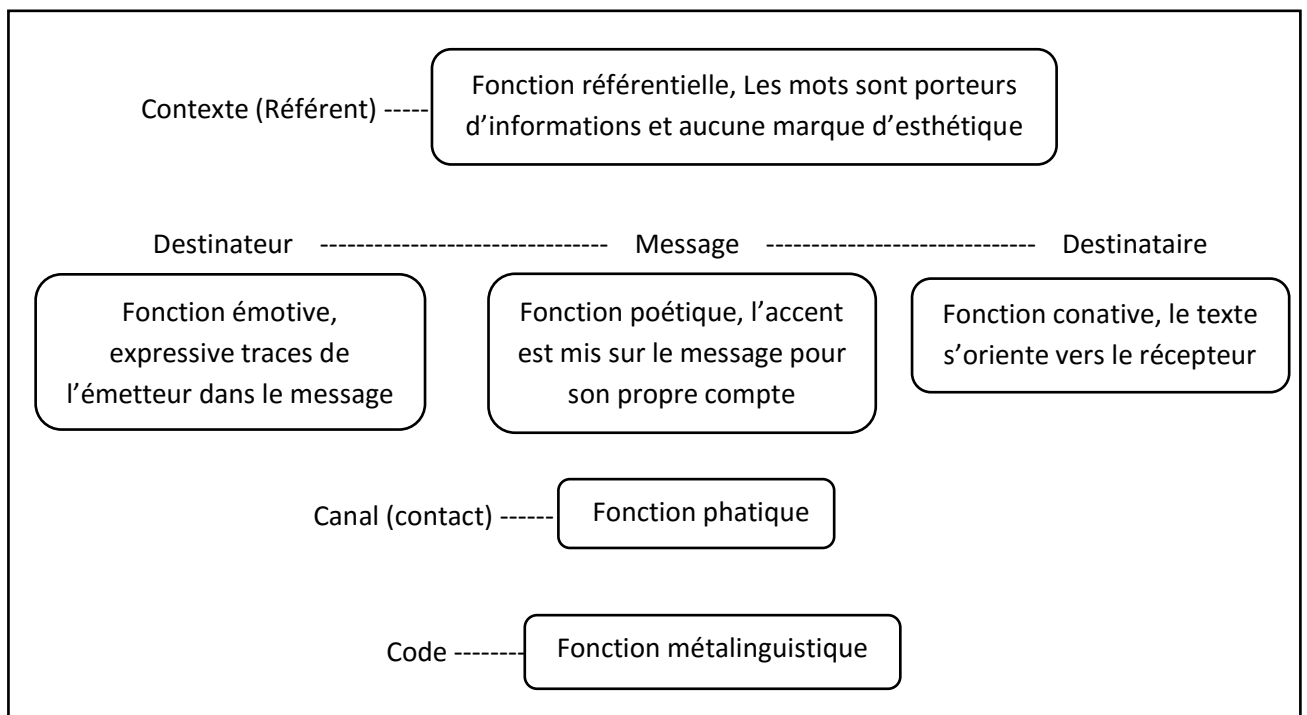 Contexte (Référent) -----
Fonction référentielle, Les mots sont porteurs
d’informations et aucune marque d’esthétique
Destinateur -------------------------------- Message ------------------------------ Destinataire
Fonction émotive,
expressive traces de
l’émetteur dans le message
Fonction poétique, l’accent
est mis sur le message pour
son propre compte
Fonction conative, le texte
s’oriente vers le récepteur
Canal (contact) ------
Fonction phatique
Code --------
Fonction métalinguistique